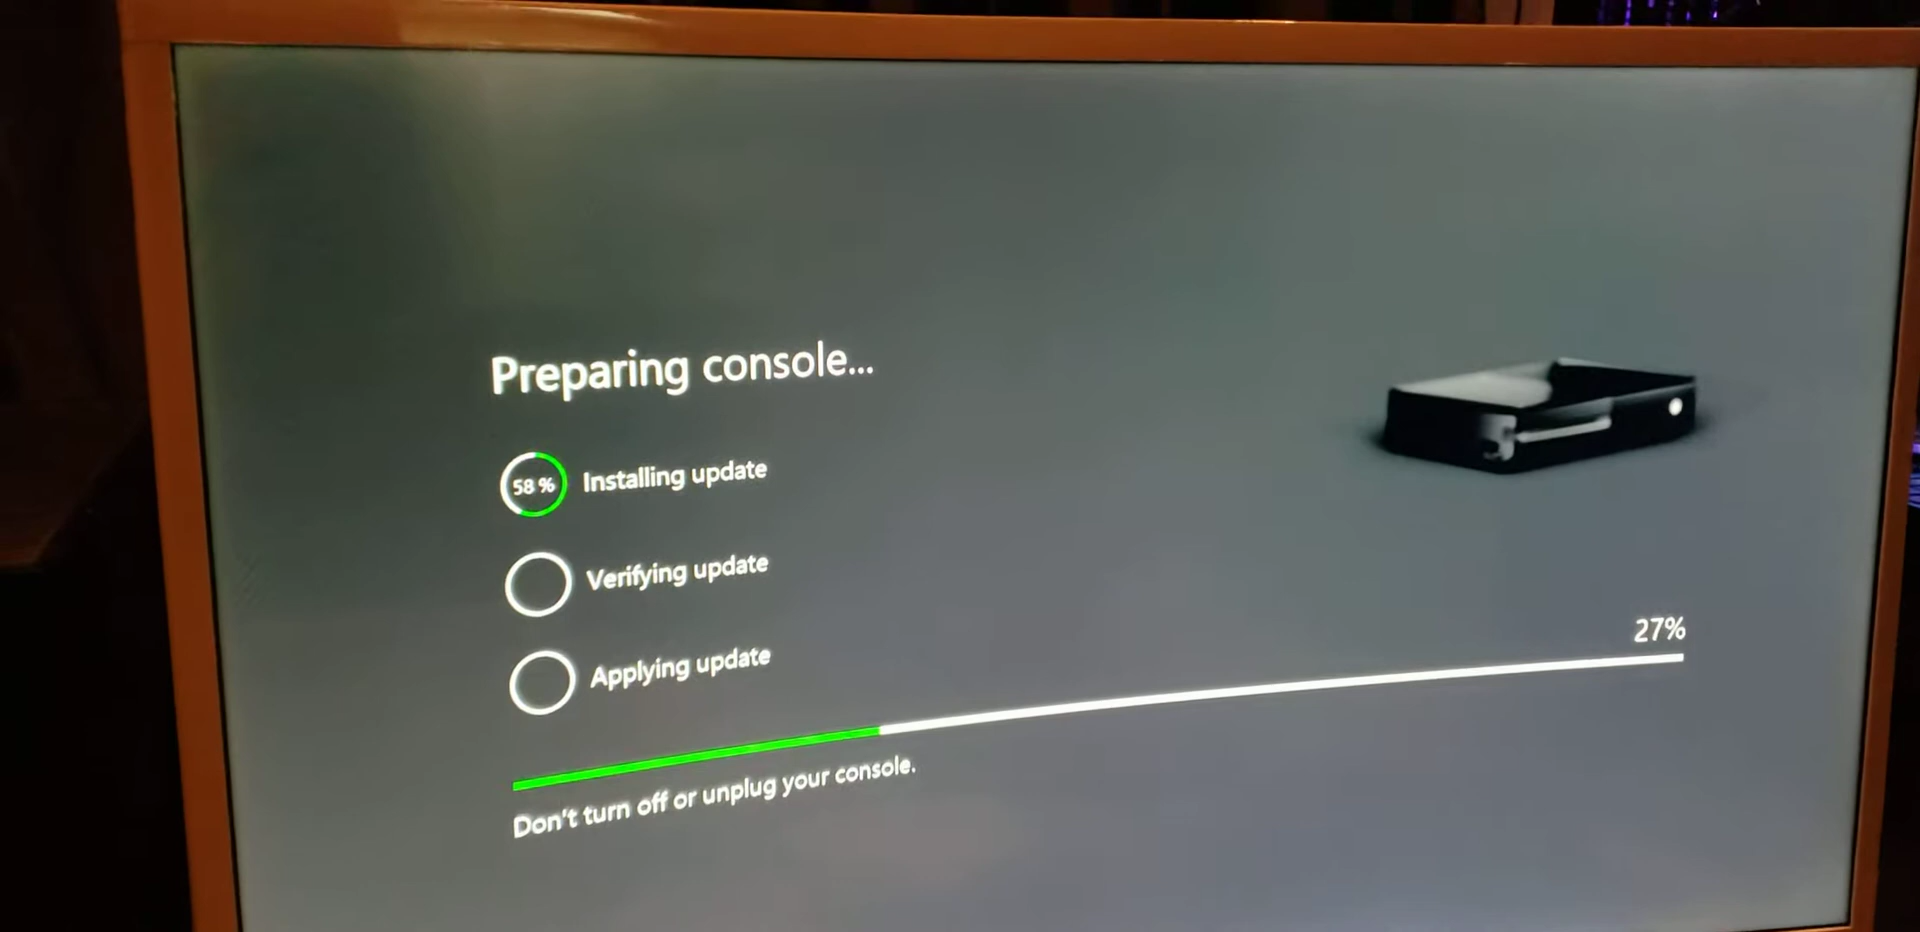 Preparing console...
58 % Installing update
Verifying update
Applying update
27%
Don't turn off or unplug your console.